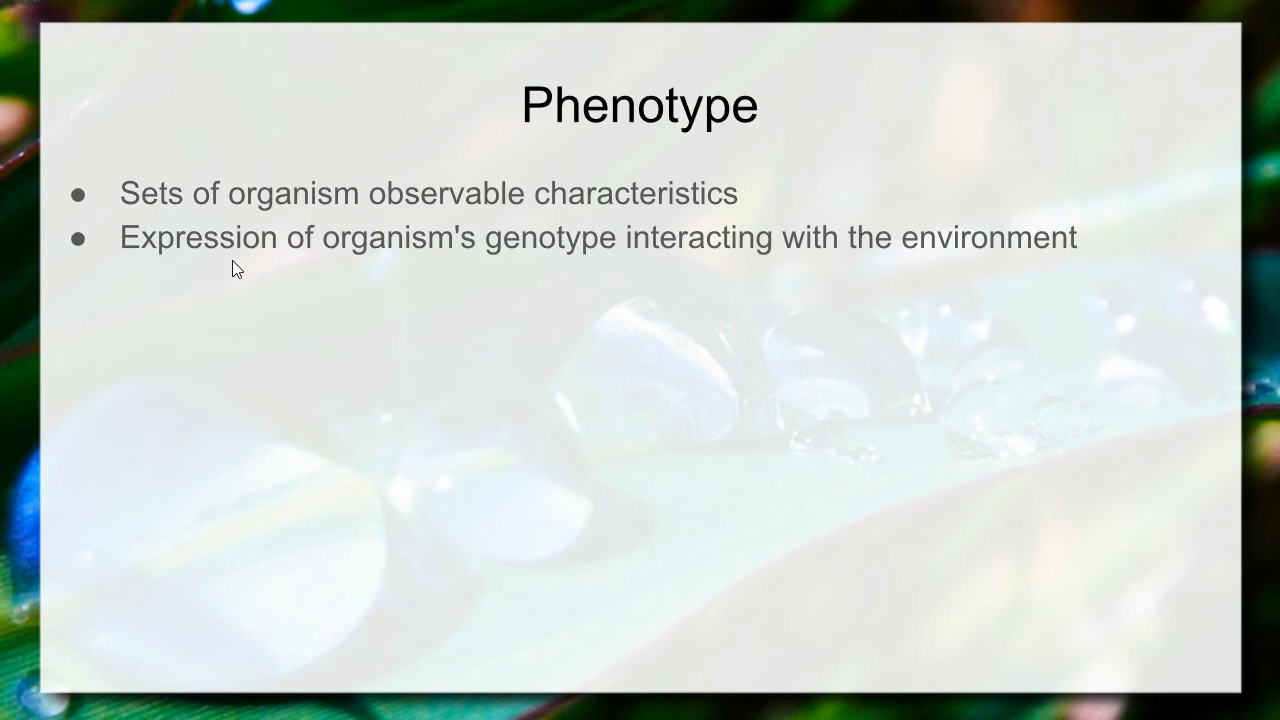 Phenotype
● Sets of organism observable characteristics
● Expression of organism's genotype interacting with the environment